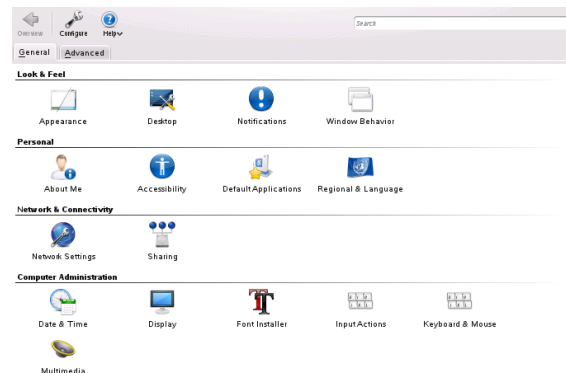 Overview Configure Help
Search
General Advanced
Look & Feel
Appearance Desktop Notifications Window Behavior
Personal
About Me Accessibility Default Applications Regional & Language
Network & Connectivity
Network Settings Sharing
Computer Administration
Date & Time Display Font Installer Input Actions Keyboard & Mouse
Multimedia